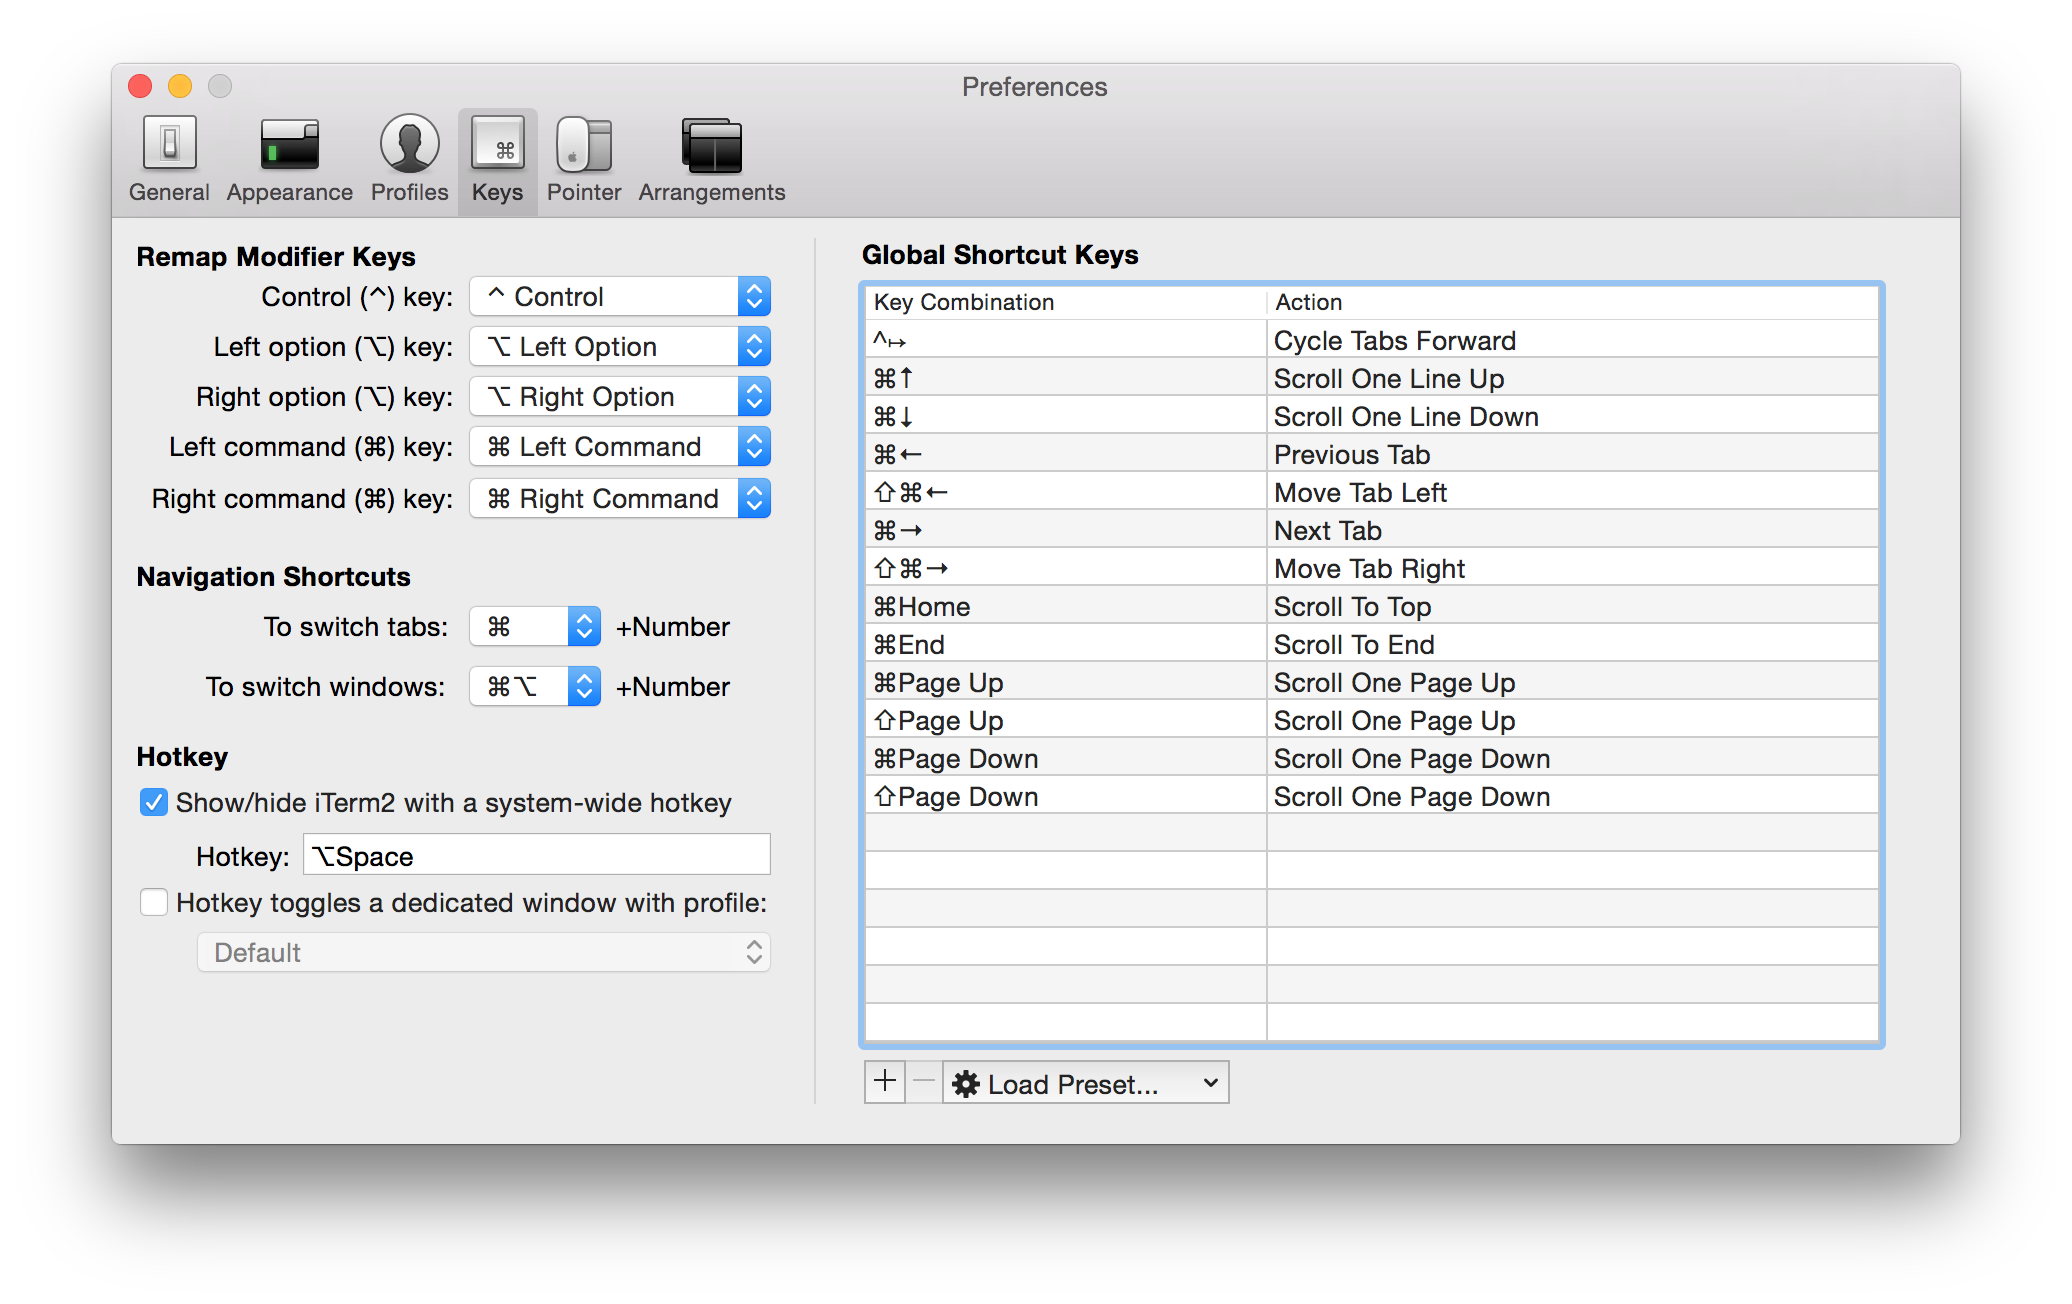 Preferences
General Appearance Profiles Keys Pointer Arrangements
Remap Modifier Keys
Control (^) key: ^ Control
Left option (⌥) key: ⌥ Left Option
Right option (⌥) key: ⌥ Right Option
Left command (⌘) key: ⌘ Left Command
Right command (⌘) key: ⌘ Right Command
Navigation Shortcuts
To switch tabs: ⌘ +Number
To switch windows: ⌘⌥ +Number
Hotkey
Show/hide iTerm2 with a system-wide hotkey
Hotkey: ⌥Space
Hotkey toggles a dedicated window with profile:
Default
Global Shortcut Keys
Key Combination Action
^↦ Cycle Tabs Forward
⌘↑ Scroll One Line Up
⌘↓ Scroll One Line Down
⌘← Previous Tab
⇧⌘← Move Tab Left
⌘→ Next Tab
⇧⌘→ Move Tab Right
⌘Home Scroll To Top
⌘End Scroll To End
⌘Page Up Scroll One Page Up
⇧Page Up Scroll One Page Up
⌘Page Down Scroll One Page Down
⇧Page Down Scroll One Page Down
Load Preset...